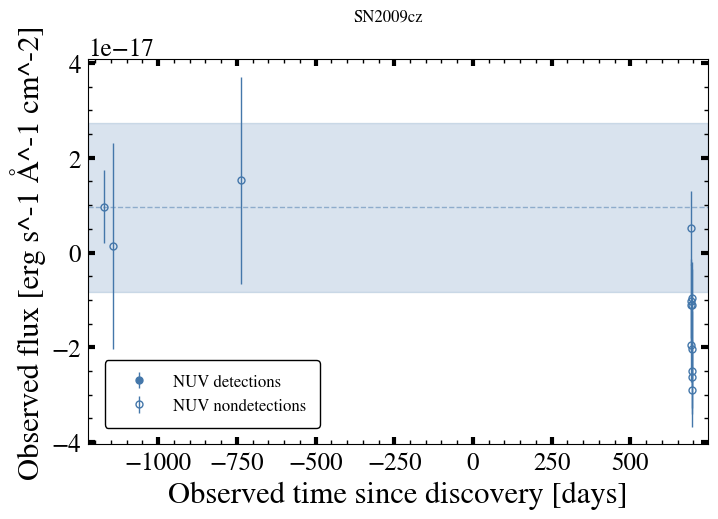 SN2009cz
1e−17
4
2
0
−2
−4
Observed flux [erg s^-1 Å^-1 cm^-2]
NUV detections
NUV nondetections
−1000 −750 −500 −250 0 250 500
Observed time since discovery [days]